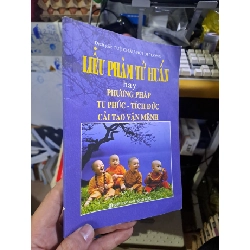 LIỄU PHÀM TỨ HUẤN
hay
PHƯƠNG PHÁP
TU PHÚC - TÍCH ĐỨC
CẢI TẠO VẬN MỆNH